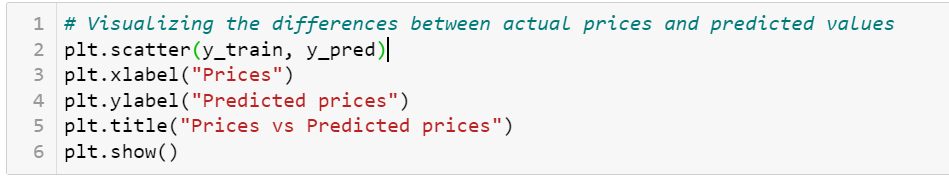 1 # Visualizing the differences between actual prices and predicted values
2 plt.scatter(y_train, y_pred)
3 plt.xlabel("Prices")
4 plt.ylabel("Predicted prices")
5 plt.title("Prices vs Predicted prices")
6 plt.show()